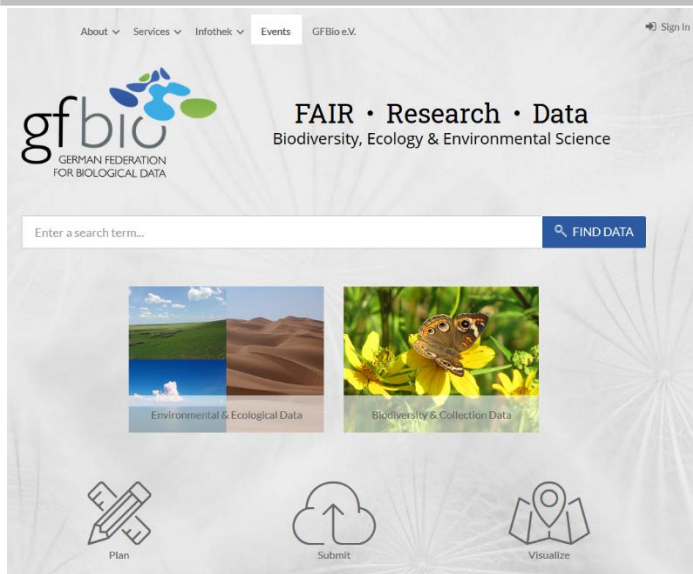 About Services Infothek Events GFBio e.V. Sign In
gfbio
GERMAN FEDERATION
FOR BIOLOGICAL DATA
FAIR · Research · Data
Biodiversity, Ecology & Environmental Science
Enter a search term... FIND DATA
Environmental & Ecological Data Biodiversity & Collection Data
Plan Submit Visualize